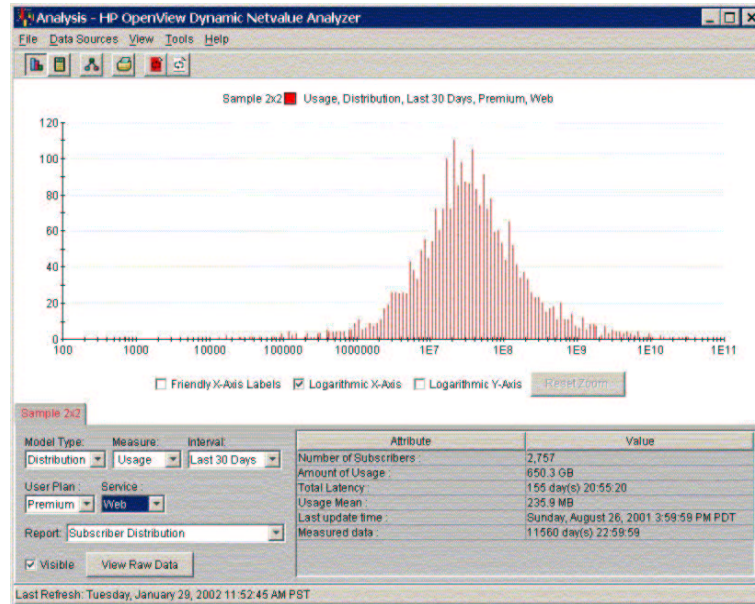 Analysis - HP OpenView Dynamic Netvalue Analyzer
File Data Sources View Tools Help
Sample 2x2 Usage, Distribution, Last 30 Days, Premium, Web
120
100
80
60
40
20
0
100 1000 10000 100000 1000000 1E7 1E8 1E9 1E10 1E11
Friendly X-Axis Labels Logarithmic X-Axis Logarithmic Y-Axis Reset Zoom
Sample 2x2
Model Type: Measure: Interval:
Distribution Usage Last 30 Days
User Plan: Service:
Premium Web
Report: Subscriber Distribution
Visible View Raw Data
Attribute Value
Number of Subscribers : 2,757
Amount of Usage : 650.3 GB
Total Latency : 155 day(s) 20:55:20
Usage Mean : 235.9 MB
Last update time : Sunday, August 26, 2001 3:59:59 PM PDT
Measured data : 11560 day(s) 22:59:59
Last Refresh: Tuesday, January 29, 2002 11:52:45 AM PST